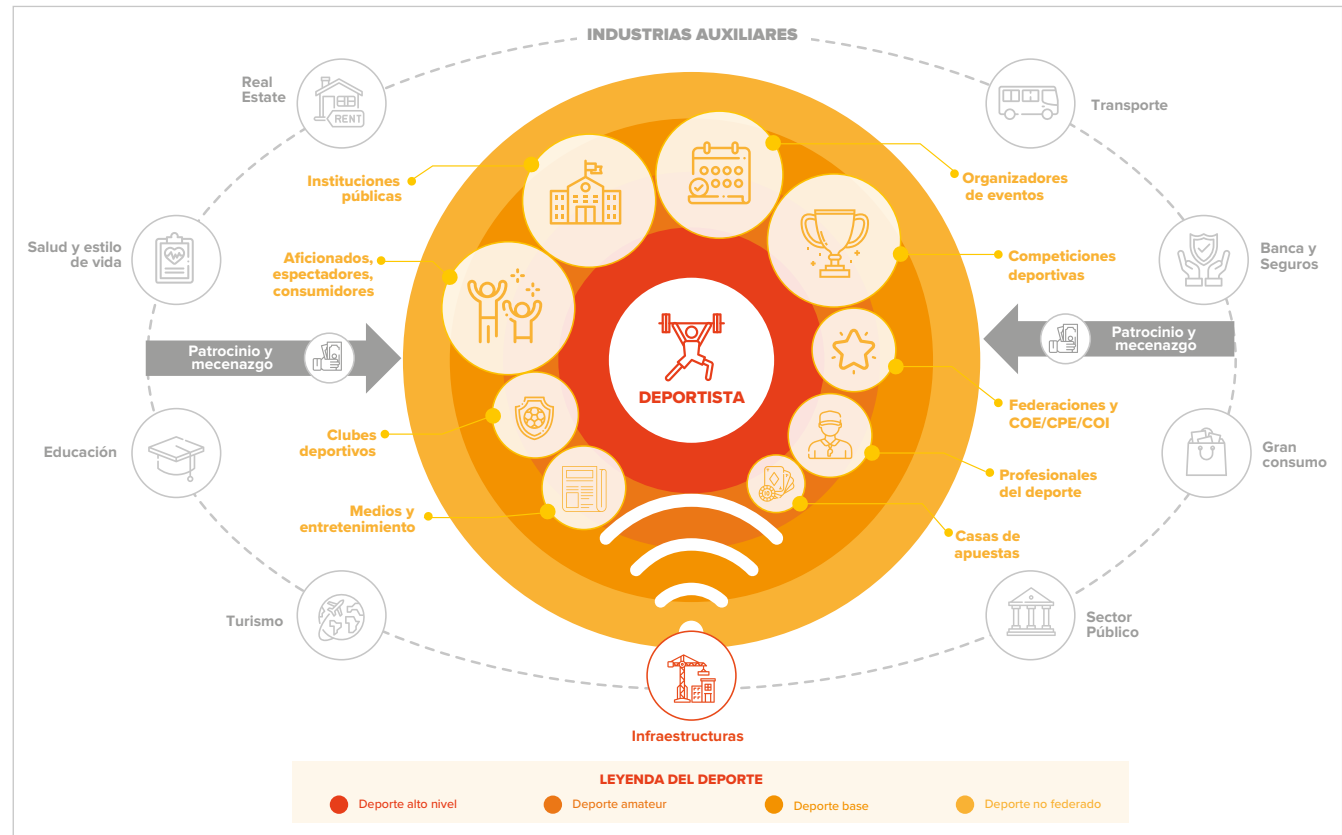 INDUSTRIAS AUXILIARES
Real
Estate
RENT
Transporte
Instituciones
públicas
Organizadores
de eventos
Salud y estilo
de vida
Aficionados,
espectadores,
consumidores
Competiciones
deportivas
Banca y
Seguros
Patrocinio y
mecenazgo
DEPORTISTA
Patrocinio y
mecenazgo
Federaciones y
COE/CPE/COI
Educación
Clubes
deportivos
Gran
consumo
Profesionales
del deporte
Medios y
entretenimiento
Casas de
apuestas
Turismo
Sector
Público
Infraestructuras
LEYENDA DEL DEPORTE
Deporte alto nivel
Deporte amateur
Deporte base
Deporte no federado